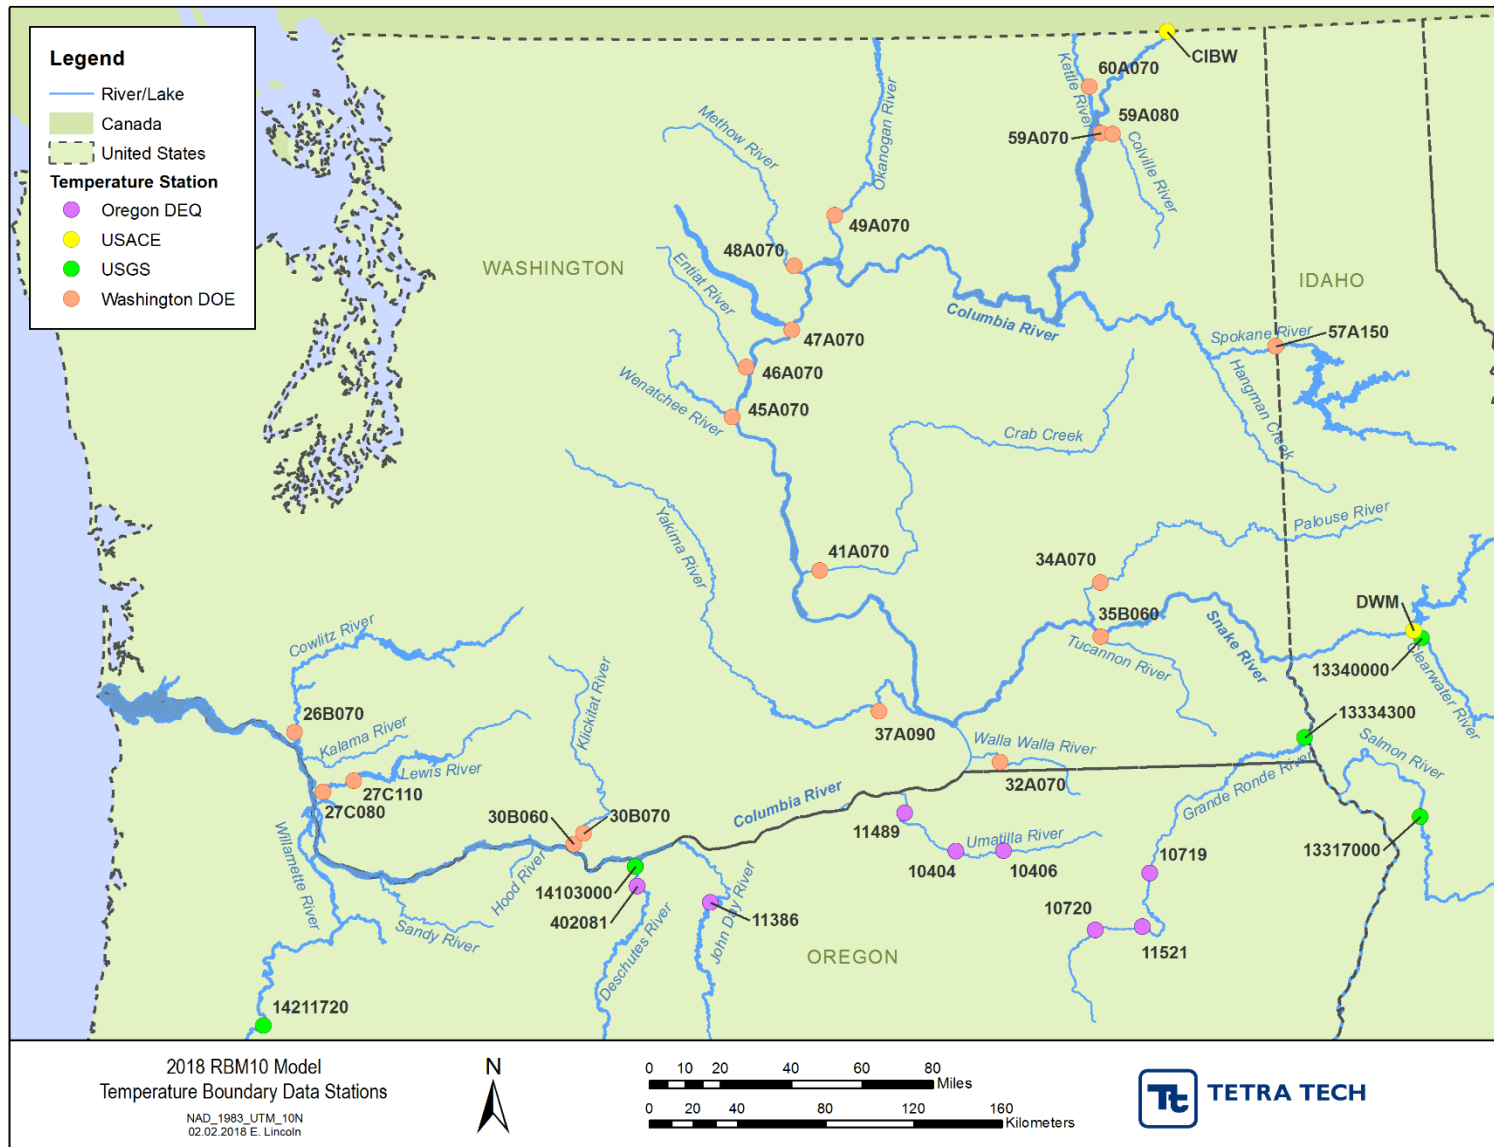 Legend
River/Lake
Canada
United States
Temperature Station
Oregon DEQ
USACE
USGS
Washington DOE
CIBW
60A070
Kettle River
59A080
59A070
Colville River
Methow River
Okanogan River
49A070
48A070
WASHINGTON
Entiat River
IDAHO
Columbia River
47A070
Spokane River
57A150
46A070
Wenatchee River
Hangman Creek
45A070
Crab Creek
Yakima River
Palouse River
41A070
34A070
DWM
35B060
Snake River
Tucannon River
Cowlitz River
13340000
Clearwater River
Klickitat River
26B070
Kalama River
37A090
13334300
Walla Walla River
Salmon River
Lewis River
27C110
32A070
Grande Ronde River
27C080
Columbia River
30B060
30B070
11489
Umatilla River
Willamette River
10404
10406
13317000
10719
Hood River
14103000
402081
John Day River
11386
10720
Sandy River
Deschutes River
OREGON
11521
14211720
2018 RBM10 Model
Temperature Boundary Data Stations
NAD_1983_UTM_10N
02.02.2018 E. Lincoln
N
0 10 20 40 60 80
Miles
0 20 40 80 120 160
Kilometers
Tt
TETRA TECH